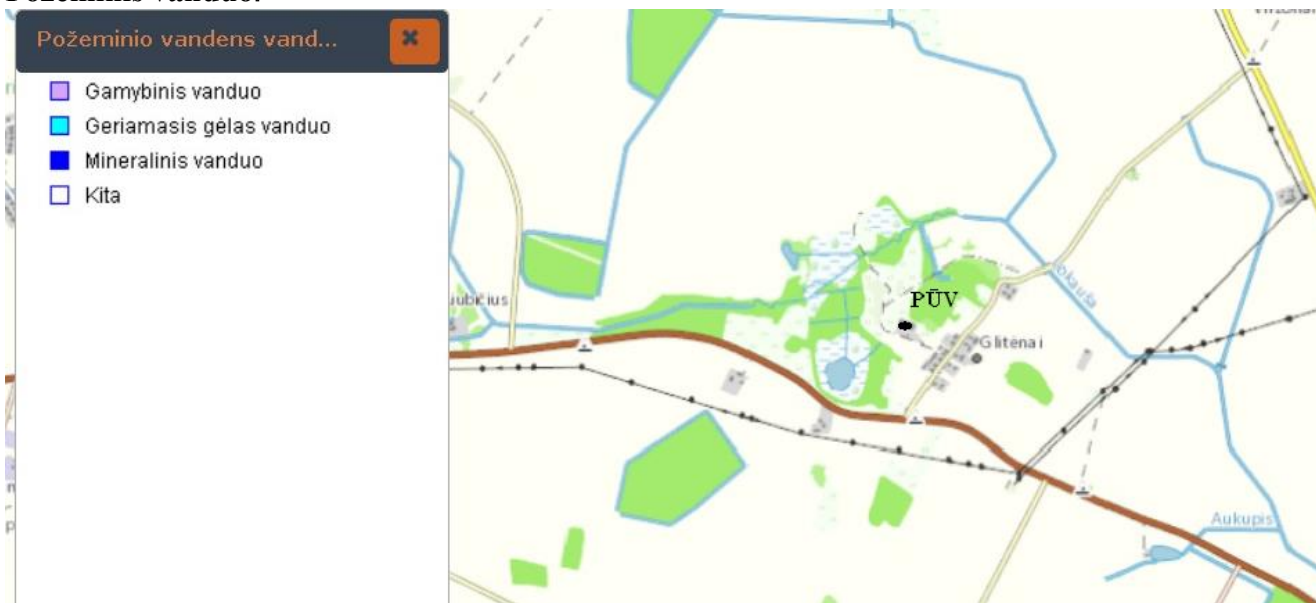 Požeminio vandens vand...
Gamybinis vanduo
Geriamasis gėlas vanduo
Mineralinis vanduo
Kita
PŪV
Glitėnai
Aukupis